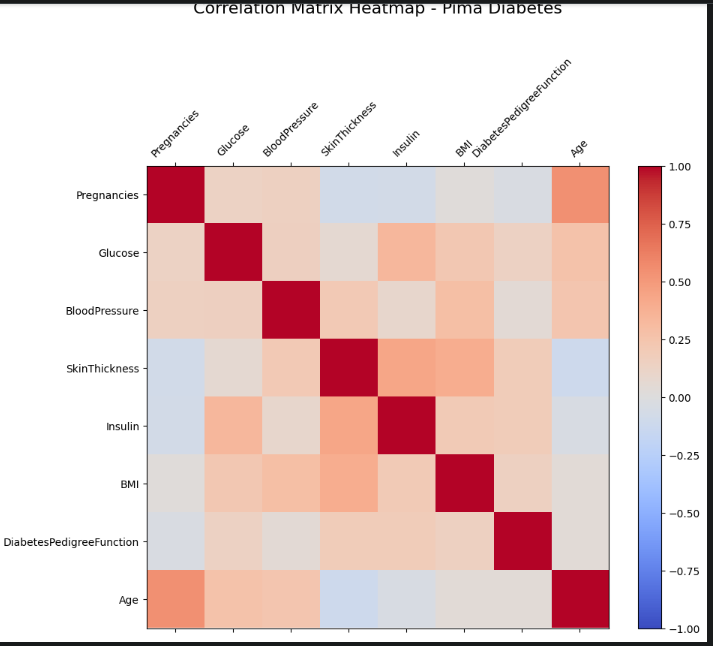 Correlation Matrix Heatmap - Pima Diabetes
Pregnancies
Glucose
BloodPressure
SkinThickness
Insulin
BMI
DiabetesPedigreeFunction
Age
Pregnancies
Glucose
BloodPressure
SkinThickness
Insulin
BMI
DiabetesPedigreeFunction
Age
1.00
0.75
0.50
0.25
0.00
−0.25
−0.50
−0.75
−1.00